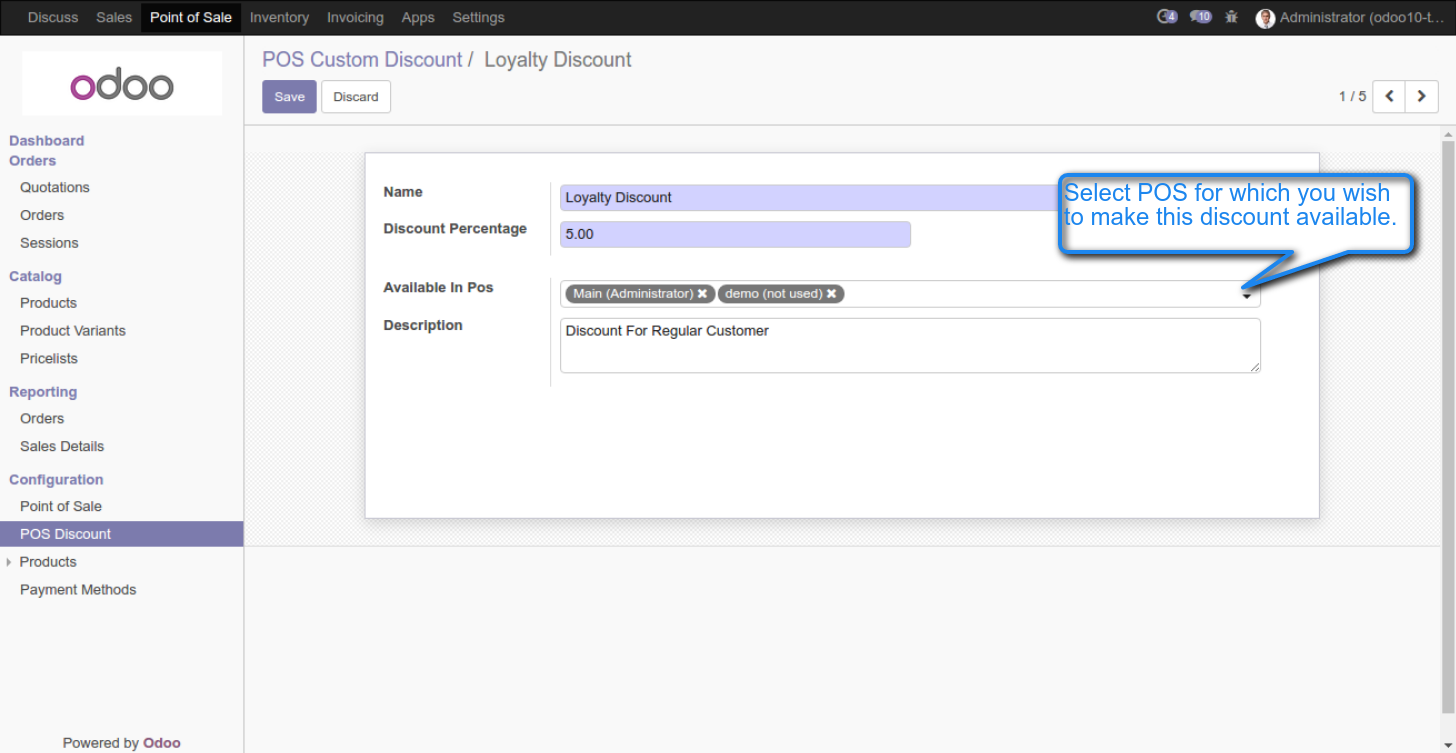 Discuss Sales Point of Sale Inventory Invoicing Apps Settings 4 10 Administrator (odoo10-t...
odoo
POS Custom Discount / Loyalty Discount
Save Discard
1 / 5
Dashboard
Orders
Quotations
Orders
Sessions
Catalog
Products
Product Variants
Pricelists
Reporting
Orders
Sales Details
Configuration
Point of Sale
POS Discount
Products
Payment Methods
Powered by Odoo
Name Loyalty Discount
Discount Percentage 5.00
Select POS for which you wish
to make this discount available.
Available In Pos Main (Administrator) ✖ demo (not used) ✖
Description Discount For Regular Customer